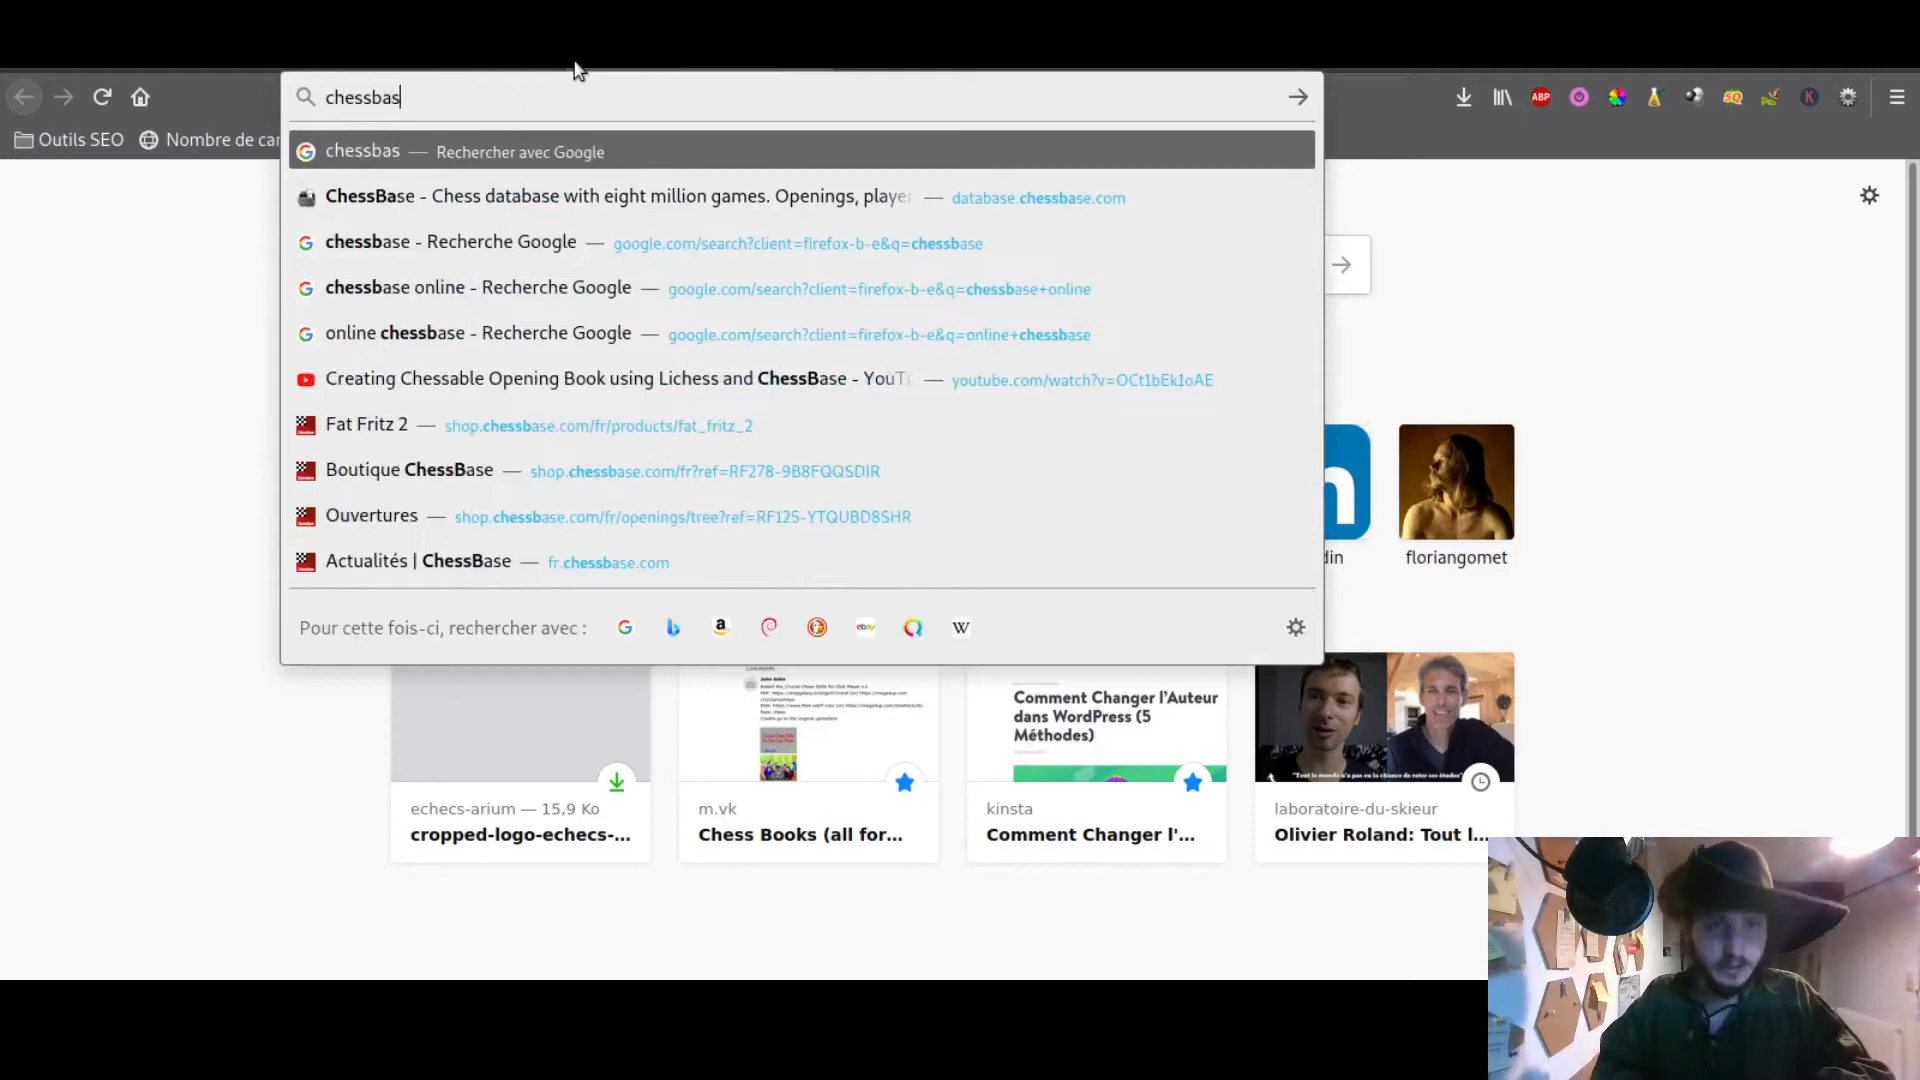 chessbas
Outils SEO Nombre de car
ABP
chessbas — Rechercher avec Google
ChessBase - Chess database with eight million games. Openings, player — database.chessbase.com
chessbase - Recherche Google — google.com/search?client=firefox-b-e&q=chessbase
chessbase online - Recherche Google — google.com/search?client=firefox-b-e&q=chessbase+online
online chessbase - Recherche Google — google.com/search?client=firefox-b-e&q=online+chessbase
Creating Chessable Opening Book using Lichess and ChessBase - YouT — youtube.com/watch?v=OCt1bEk1oAE
Fat Fritz 2 — shop.chessbase.com/fr/products/fat_fritz_2
Boutique ChessBase — shop.chessbase.com/fr?ref=RF278-9B8FQQSDIR
Ouvertures — shop.chessbase.com/fr/openings/tree?ref=RF125-YTQUBD8SHR
Actualités | ChessBase — fr.chessbase.com
din
floriangomet
Pour cette fois-ci, rechercher avec :
Comment Changer l'Auteur
dans WordPress (5
Méthodes)
echecs-arium — 15,9 Ko
cropped-logo-echecs-...
m.vk
Chess Books (all for...
kinsta
Comment Changer l'...
laboratoire-du-skieur
Olivier Roland: Tout l...